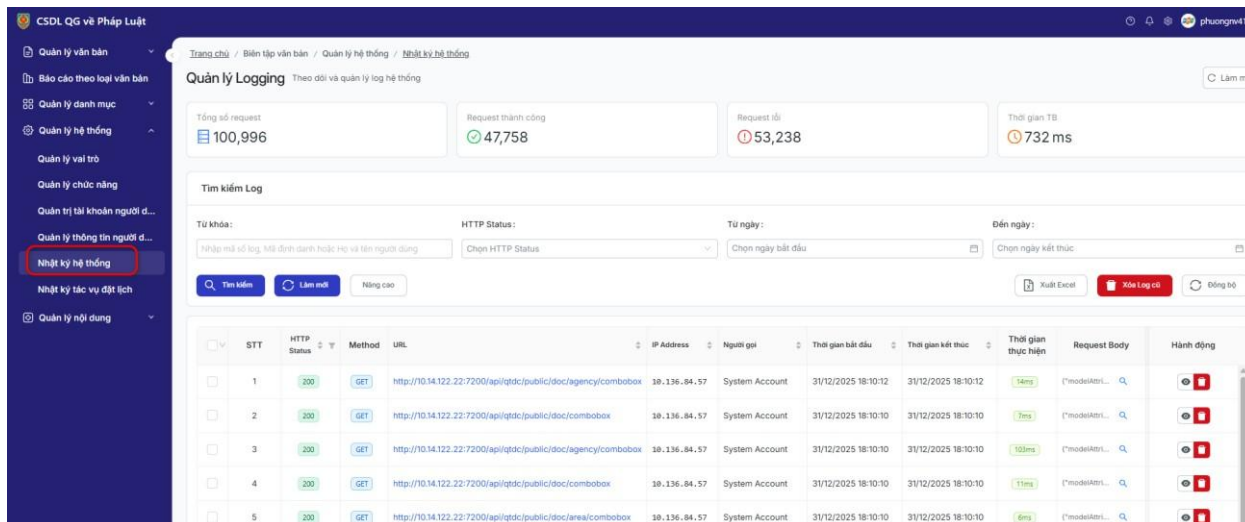 CSDL QG về Pháp Luật
phuongnv41
Quản lý văn bản
Báo cáo theo loại văn bản
Quản lý danh mục
Quản lý hệ thống
Quản lý vai trò
Quản lý chức năng
Quản trị tài khoản người d...
Quản lý thông tin người d...
Nhật ký hệ thống
Nhật ký tác vụ đặt lịch
Quản lý nội dung
Trang chủ / Biên tập văn bản / Quản lý hệ thống / Nhật ký hệ thống
Quản lý Logging Theo dõi và quản lý log hệ thống
Làm m
Tổng số request Request thành công Request lỗi Thời gian TB
100,996 47,758 53,238 732 ms
Tìm kiếm Log
Từ khóa: HTTP Status: Từ ngày: Đến ngày:
Nhập mã số log, Mã định danh hoặc Họ và tên người dùng Chọn HTTP Status Chọn ngày bắt đầu Chọn ngày kết thúc
Tìm kiếm Làm mới Nâng cao Xuất Excel Xóa Log cũ Đồng bộ
STT HTTP Status Method URL IP Address Người gọi Thời gian bắt đầu Thời gian kết thúc Thời gian thực hiện Request Body Hành động
1 200 GET http://10.14.122.22:7200/api/qtdc/public/doc/agency/combobox 10.136.84.57 System Account 31/12/2025 18:10:12 31/12/2025 18:10:12 14ms {"modelAttri...
2 200 GET http://10.14.122.22:7200/api/qtdc/public/doc/combobox 10.136.84.57 System Account 31/12/2025 18:10:10 31/12/2025 18:10:10 7ms {"modelAttri...
3 200 GET http://10.14.122.22:7200/api/qtdc/public/doc/agency/combobox 10.136.84.57 System Account 31/12/2025 18:10:10 31/12/2025 18:10:10 103ms {"modelAttri...
4 200 GET http://10.14.122.22:7200/api/qtdc/public/doc/combobox 10.136.84.57 System Account 31/12/2025 18:10:10 31/12/2025 18:10:10 11ms {"modelAttri...
5 200 GET http://10.14.122.22:7200/api/qtdc/public/doc/area/combobox 10.136.84.57 System Account 31/12/2025 18:10:10 31/12/2025 18:10:10 6ms {"modelAttri...